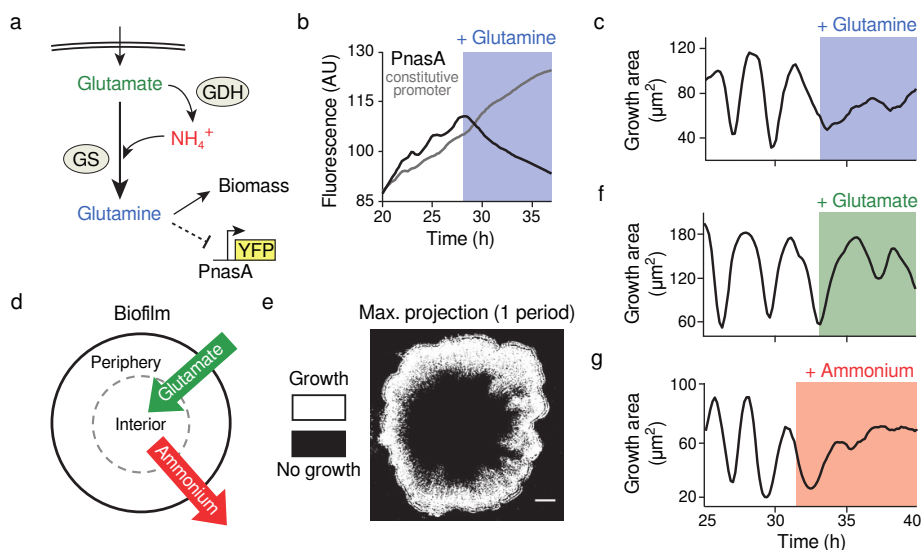 a
Glutamate
GDH
NH₄⁺
GS
Glutamine
Biomass
YFP
PnasA
b
+ Glutamine
PnasA
constitutive
promoter
Fluorescence (AU)
130
115
100
85
20
25
30
35
Time (h)
c
+ Glutamine
Growth area
(µm²)
120
80
40
d
Biofilm
Periphery
Glutamate
Interior
Ammonium
e
Max. projection (1 period)
Growth
No growth
f
+ Glutamate
Growth area
(µm²)
180
120
60
g
+ Ammonium
Growth area
(µm²)
100
60
20
25
30
35
40
Time (h)